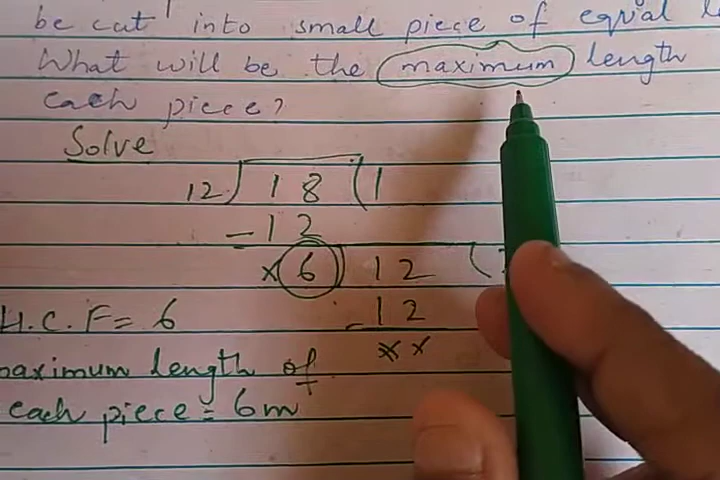 be cut into small piece of equal
What will be the maximum length
each piece?
Solve
12 ) 18 ( 1
- 12
× 6 ) 12 (
- 12
× ×
H.C.F = 6
maximum length of
each piece = 6m